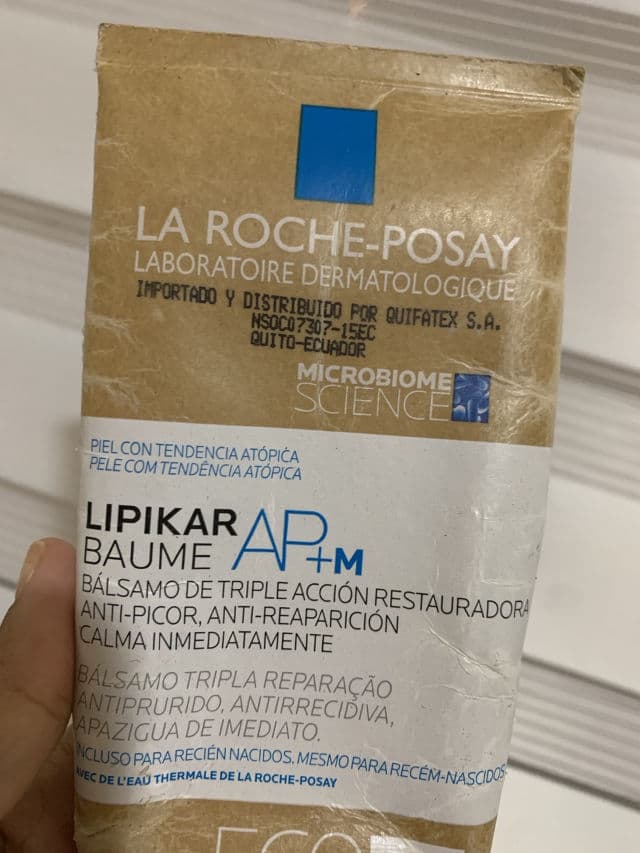 LA ROCHE-POSAY
LABORATOIRE DERMATOLOGIQUE
IMPORTADO Y DISTRIBUIDO POR QUIFATEX S.A.
NSOC07307-15EC
QUITO-ECUADOR
MICROBIOME
SCIENCE
PIEL CON TENDENCIA ATÓPICA
PELE COM TENDÊNCIA ATÓPICA
LIPIKAR
BAUME AP+M
BÁLSAMO DE TRIPLE ACCIÓN RESTAURADORA
ANTI-PICOR, ANTI-REAPARICIÓN
CALMA INMEDIATAMENTE
BÁLSAMO TRIPLA REPARAÇÃO
ANTIPRURIDO, ANTIRRECIDIVA,
APAZIGUA DE IMEDIATO.
INCLUSO PARA RECIÉN NACIDOS. MESMO PARA RECÉM-NASCIDOS
AVEC DE L'EAU THERMALE DE LA ROCHE-POSAY
ECO